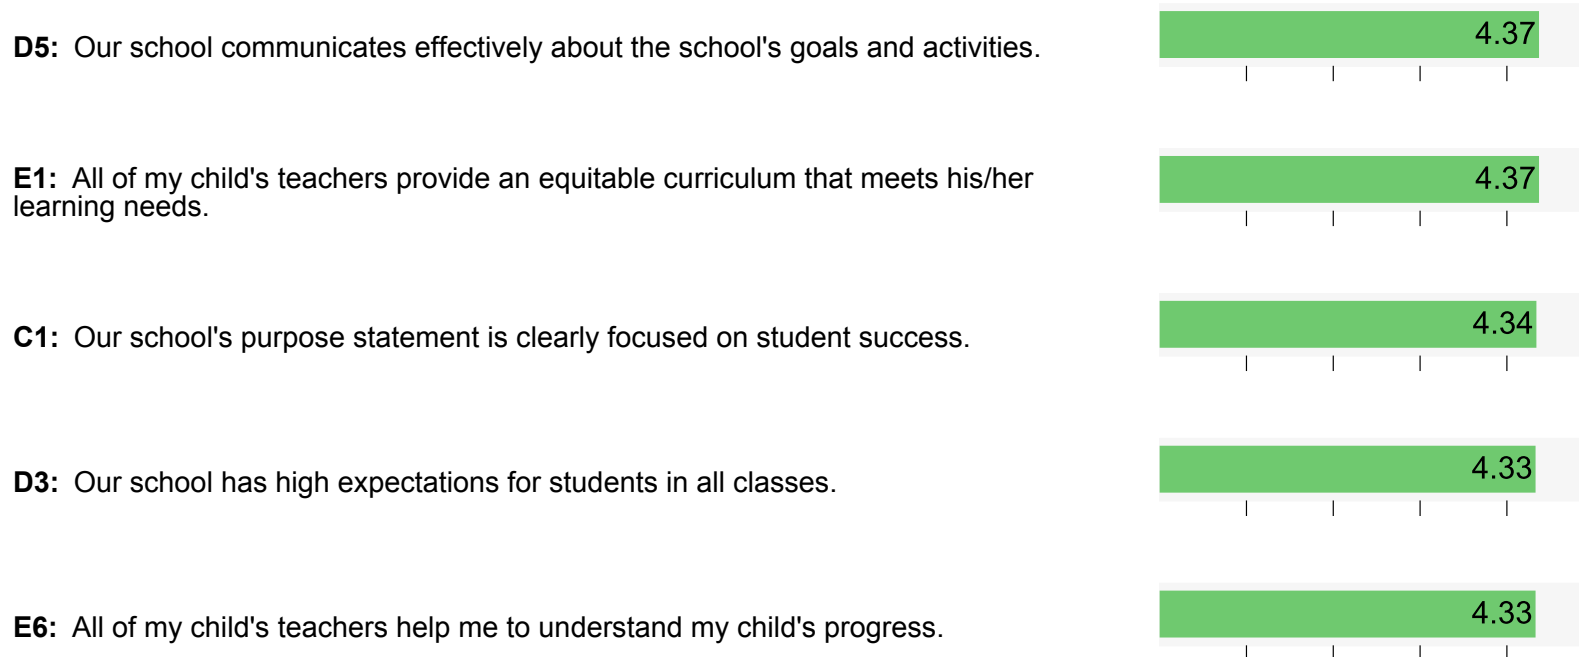 D5: Our school communicates effectively about the school's goals and activities.
4.37
E1: All of my child's teachers provide an equitable curriculum that meets his/her
learning needs.
4.37
C1: Our school's purpose statement is clearly focused on student success.
4.34
D3: Our school has high expectations for students in all classes.
4.33
E6: All of my child's teachers help me to understand my child's progress.
4.33